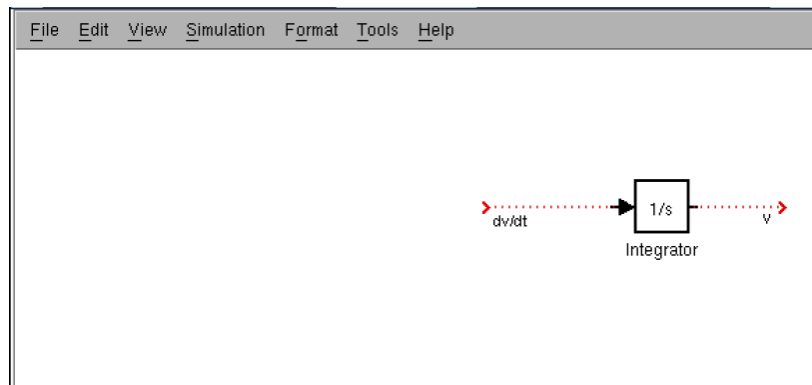 File Edit View Simulation Format Tools Help
1/s
dv/dt
v
Integrator